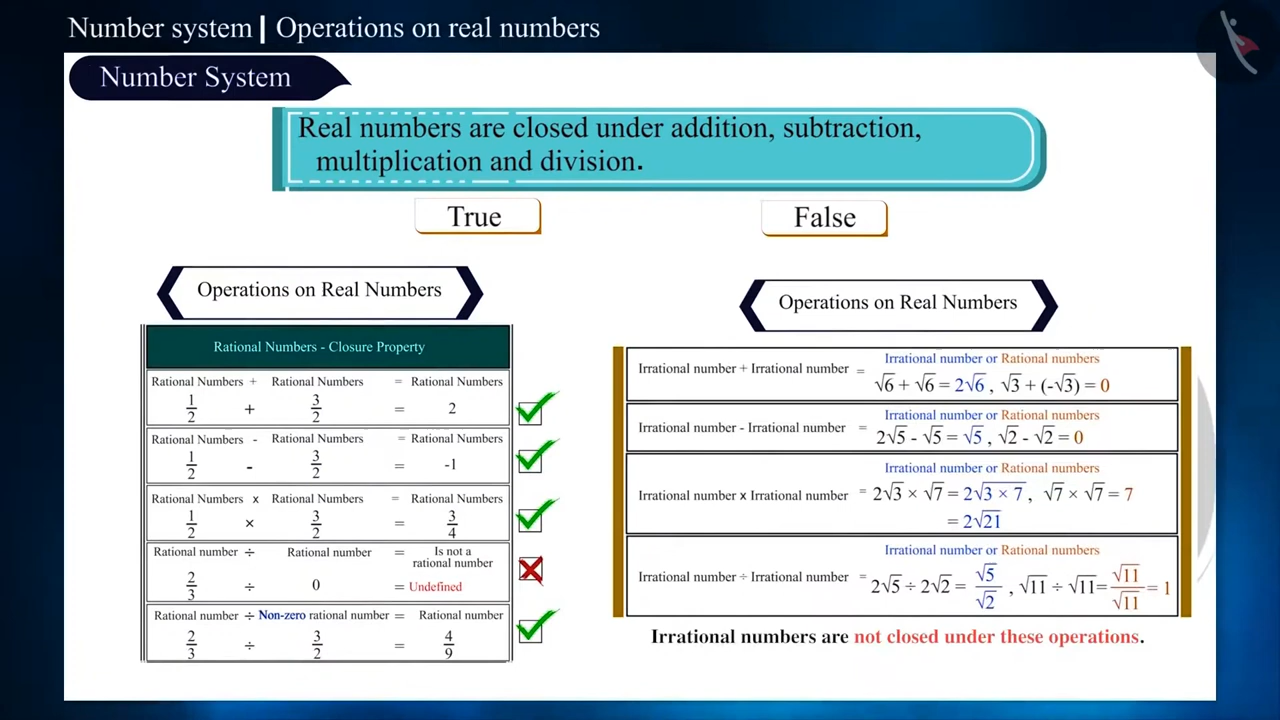 Number system | Operations on real numbers
Number System
Real numbers are closed under addition, subtraction,
multiplication and division.
True
False
Operations on Real Numbers
Rational Numbers - Closure Property
Rational Numbers + Rational Numbers = Rational Numbers
1/2 + 3/2 = 2
Rational Numbers - Rational Numbers = Rational Numbers
1/2 - 3/2 = -1
Rational Numbers x Rational Numbers = Rational Numbers
1/2 × 3/2 = 3/4
Rational number ÷ Rational number = Is not a
rational number
2/3 ÷ 0 = Undefined
Rational number ÷ Non-zero rational number = Rational number
2/3 ÷ 3/2 = 4/9
Operations on Real Numbers
Irrational number or Rational numbers
Irrational number + Irrational number = √6 + √6 = 2√6 , √3 + (-√3) = 0
Irrational number or Rational numbers
Irrational number - Irrational number = 2√5 - √5 = √5 , √2 - √2 = 0
Irrational number or Rational numbers
Irrational number x Irrational number = 2√3 × √7 = 2√3 × 7 , √7 × √7 = 7
= 2√21
Irrational number or Rational numbers
Irrational number ÷ Irrational number = 2√5 ÷ 2√2 = √5/√2 , √11 ÷ √11 = √11/√11 = 1
Irrational numbers are not closed under these operations.